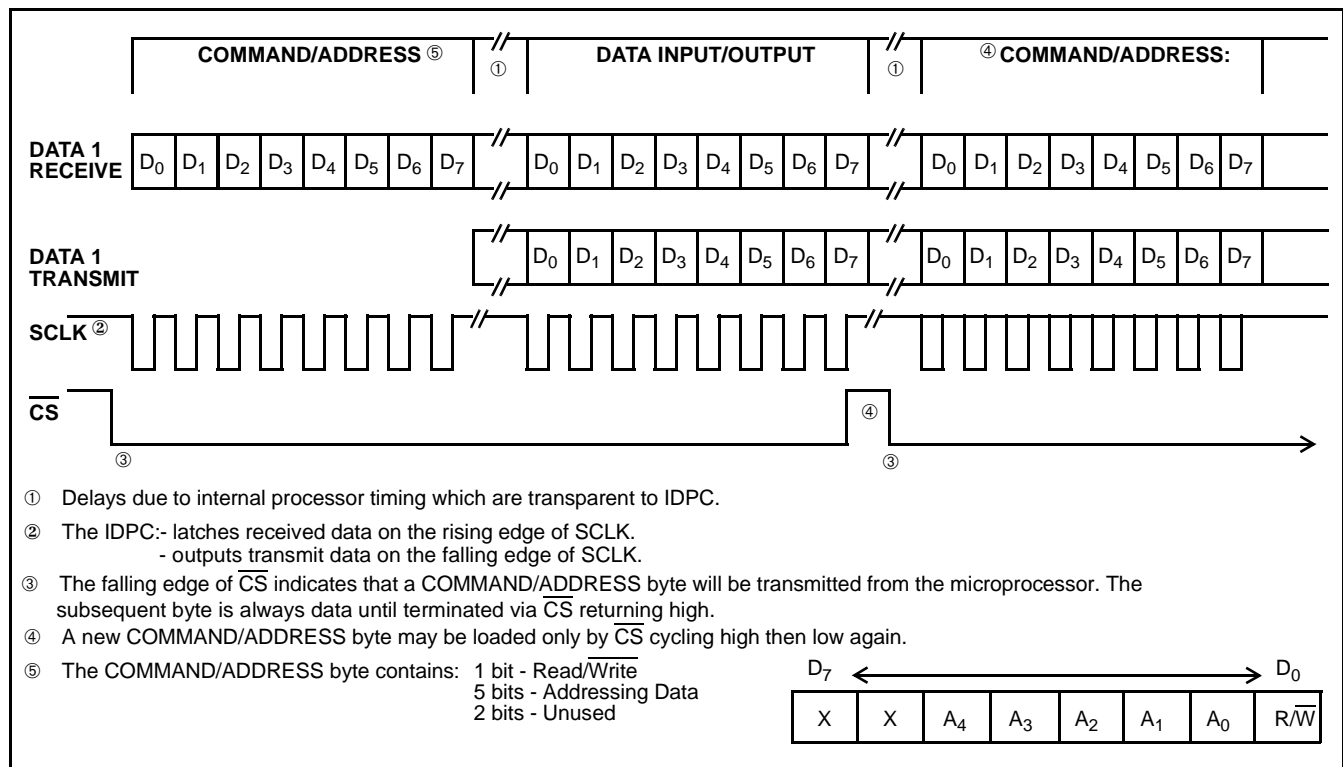 COMMAND/ADDRESS ⑤ ① DATA INPUT/OUTPUT ① ④ COMMAND/ADDRESS:
DATA 1
RECEIVE D0 D1 D2 D3 D4 D5 D6 D7 D0 D1 D2 D3 D4 D5 D6 D7 D0 D1 D2 D3 D4 D5 D6 D7
DATA 1
TRANSMIT D0 D1 D2 D3 D4 D5 D6 D7 D0 D1 D2 D3 D4 D5 D6 D7
SCLK ②
C̅S̅ ④
③ ③
① Delays due to internal processor timing which are transparent to IDPC.
② The IDPC:- latches received data on the rising edge of SCLK.
- outputs transmit data on the falling edge of SCLK.
③ The falling edge of C̅S̅ indicates that a COMMAND/ADDRESS byte will be transmitted from the microprocessor. The
subsequent byte is always data until terminated via C̅S̅ returning high.
④ A new COMMAND/ADDRESS byte may be loaded only by C̅S̅ cycling high then low again.
⑤ The COMMAND/ADDRESS byte contains: 1 bit - Read/W̅r̅i̅t̅e̅
5 bits - Addressing Data
2 bits - Unused
D7 D0
X X A4 A3 A2 A1 A0 R/W̅